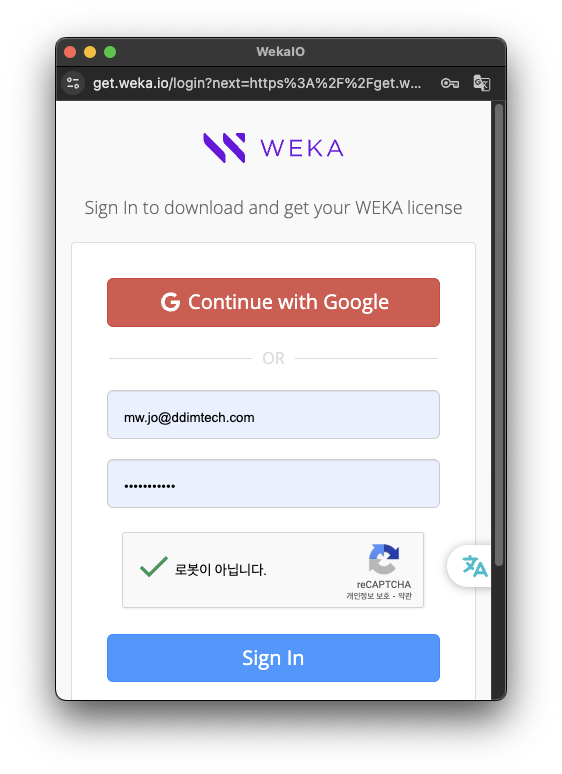 WekaIO
get.weka.io/login?next=https%3A%2F%2Fget.w...
WEKA
Sign In to download and get your WEKA license
G Continue with Google
OR
mw.jo@ddimtech.com
•••••••••••
로봇이 아닙니다.
reCAPTCHA
개인정보 보호 - 약관
Sign In